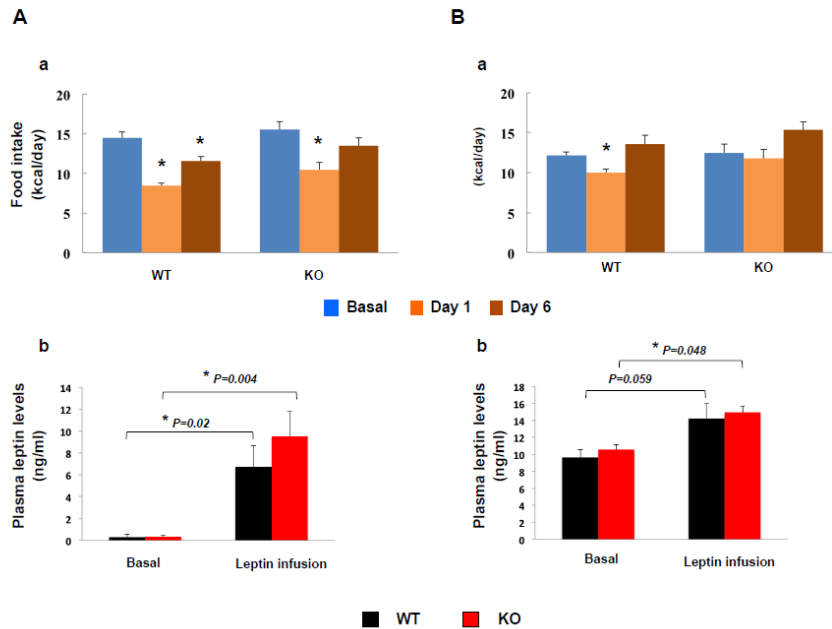 A
a
Food intake
(kcal/day)
20
15
10
5
0
*
*
*
WT
KO
B
a
(kcal/day)
20
15
10
5
0
*
WT
KO
Basal
Day 1
Day 6
b
Plasma leptin levels
(ng/ml)
14
12
10
8
6
4
2
0
* P=0.004
* P=0.02
Basal
Leptin infusion
b
Plasma leptin levels
(ng/ml)
18
16
14
12
10
8
6
4
2
0
* P=0.048
P=0.059
Basal
Leptin infusion
WT
KO